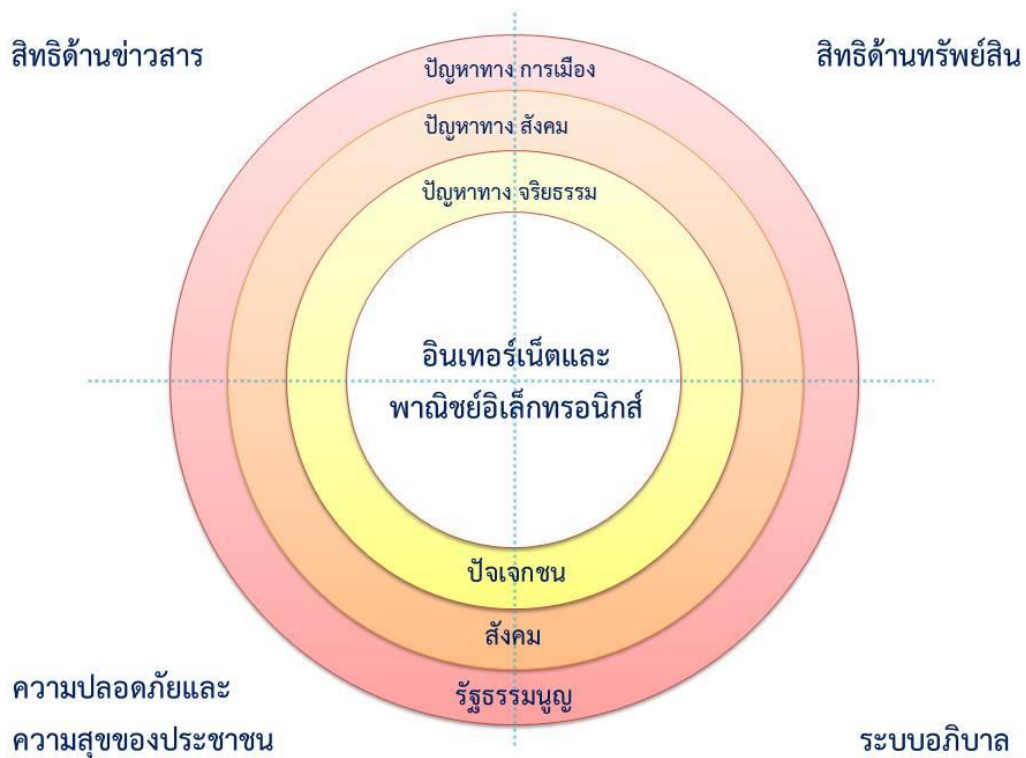 สิทธิด้านข่าวสาร
สิทธิด้านทรัพย์สิน
ปัญหาทาง การเมือง
ปัญหาทาง สังคม
ปัญหาทาง จริยธรรม
อินเทอร์เน็ตและ
พาณิชย์อิเล็กทรอนิกส์
ปัจเจกชน
สังคม
รัฐธรรมนูญ
ความปลอดภัยและ
ความสุขของประชาชน
ระบบอภิบาล